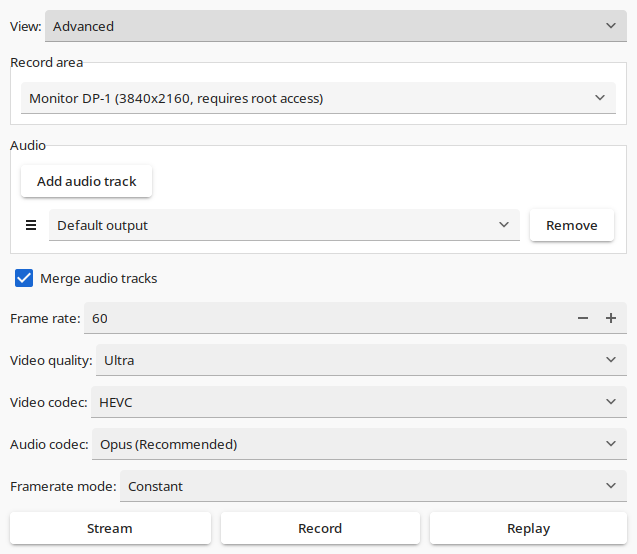 View: Advanced
Record area
Monitor DP-1 (3840x2160, requires root access)
Audio
Add audio track
Default output Remove
Merge audio tracks
Frame rate: 60
Video quality: Ultra
Video codec: HEVC
Audio codec: Opus (Recommended)
Framerate mode: Constant
Stream Record Replay